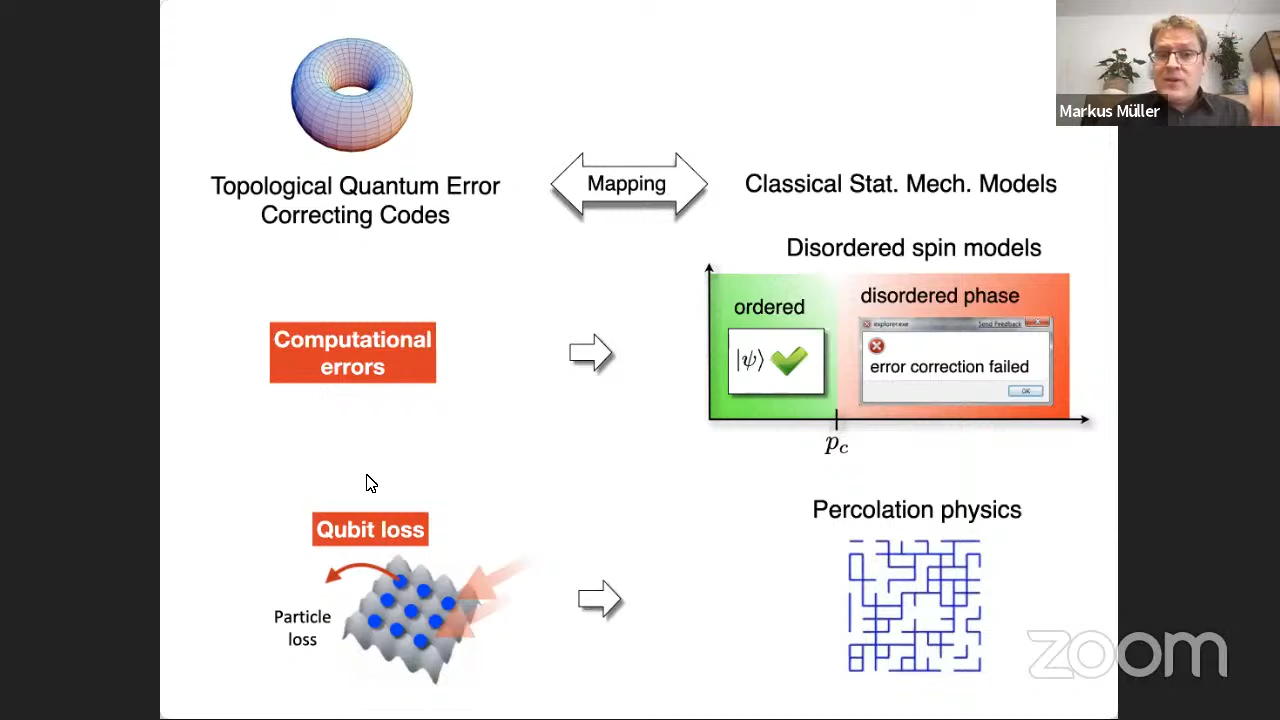 Markus Müller
Topological Quantum Error
Correcting Codes
Mapping
Classical Stat. Mech. Models
Disordered spin models
ordered
disordered phase
|ψ⟩
explorer.exe
Send Feedback
error correction failed
OK
p_c
Computational
errors
Qubit loss
Particle
loss
Percolation physics
zoom